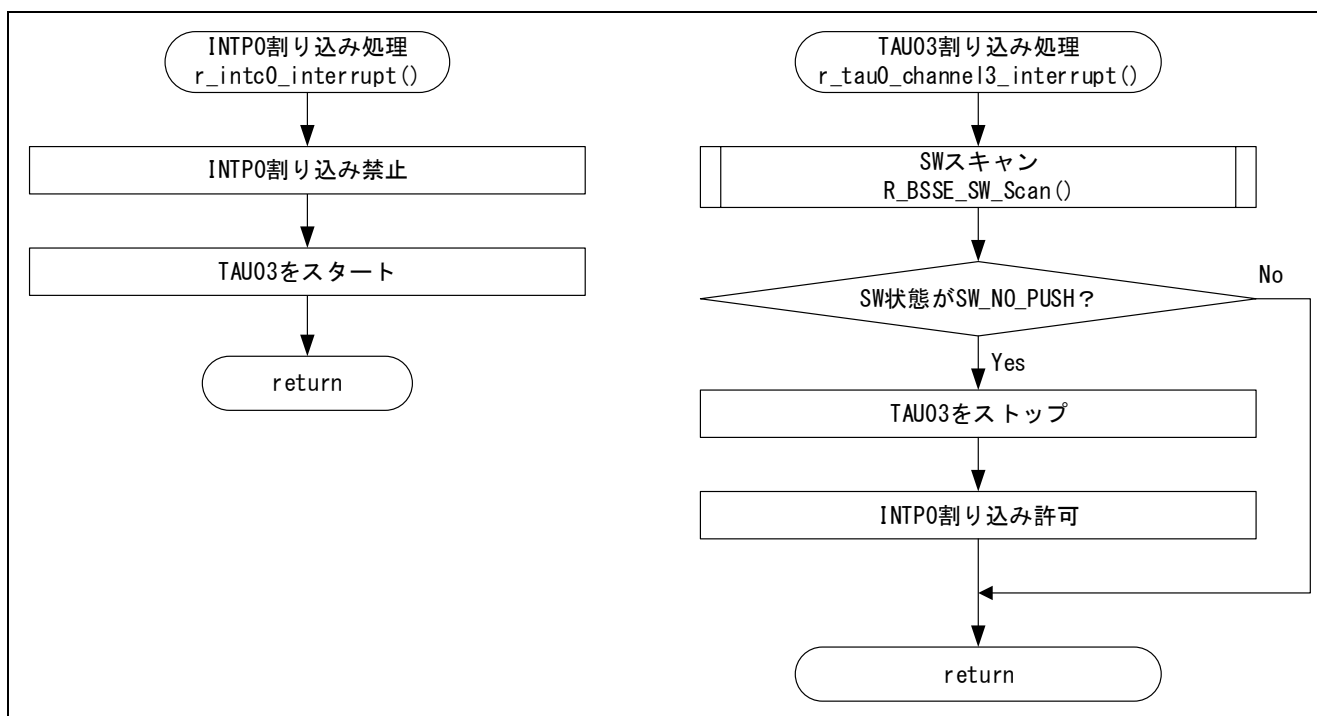 INTP0割り込み処理
r_intc0_interrupt()
INTP0割り込み禁止
TAU03をスタート
return
TAU03割り込み処理
r_tau0_channel3_interrupt()
SWスキャン
R_BSSE_SW_Scan()
SW状態がSW_NO_PUSH?
No
Yes
TAU03をストップ
INTP0割り込み許可
return